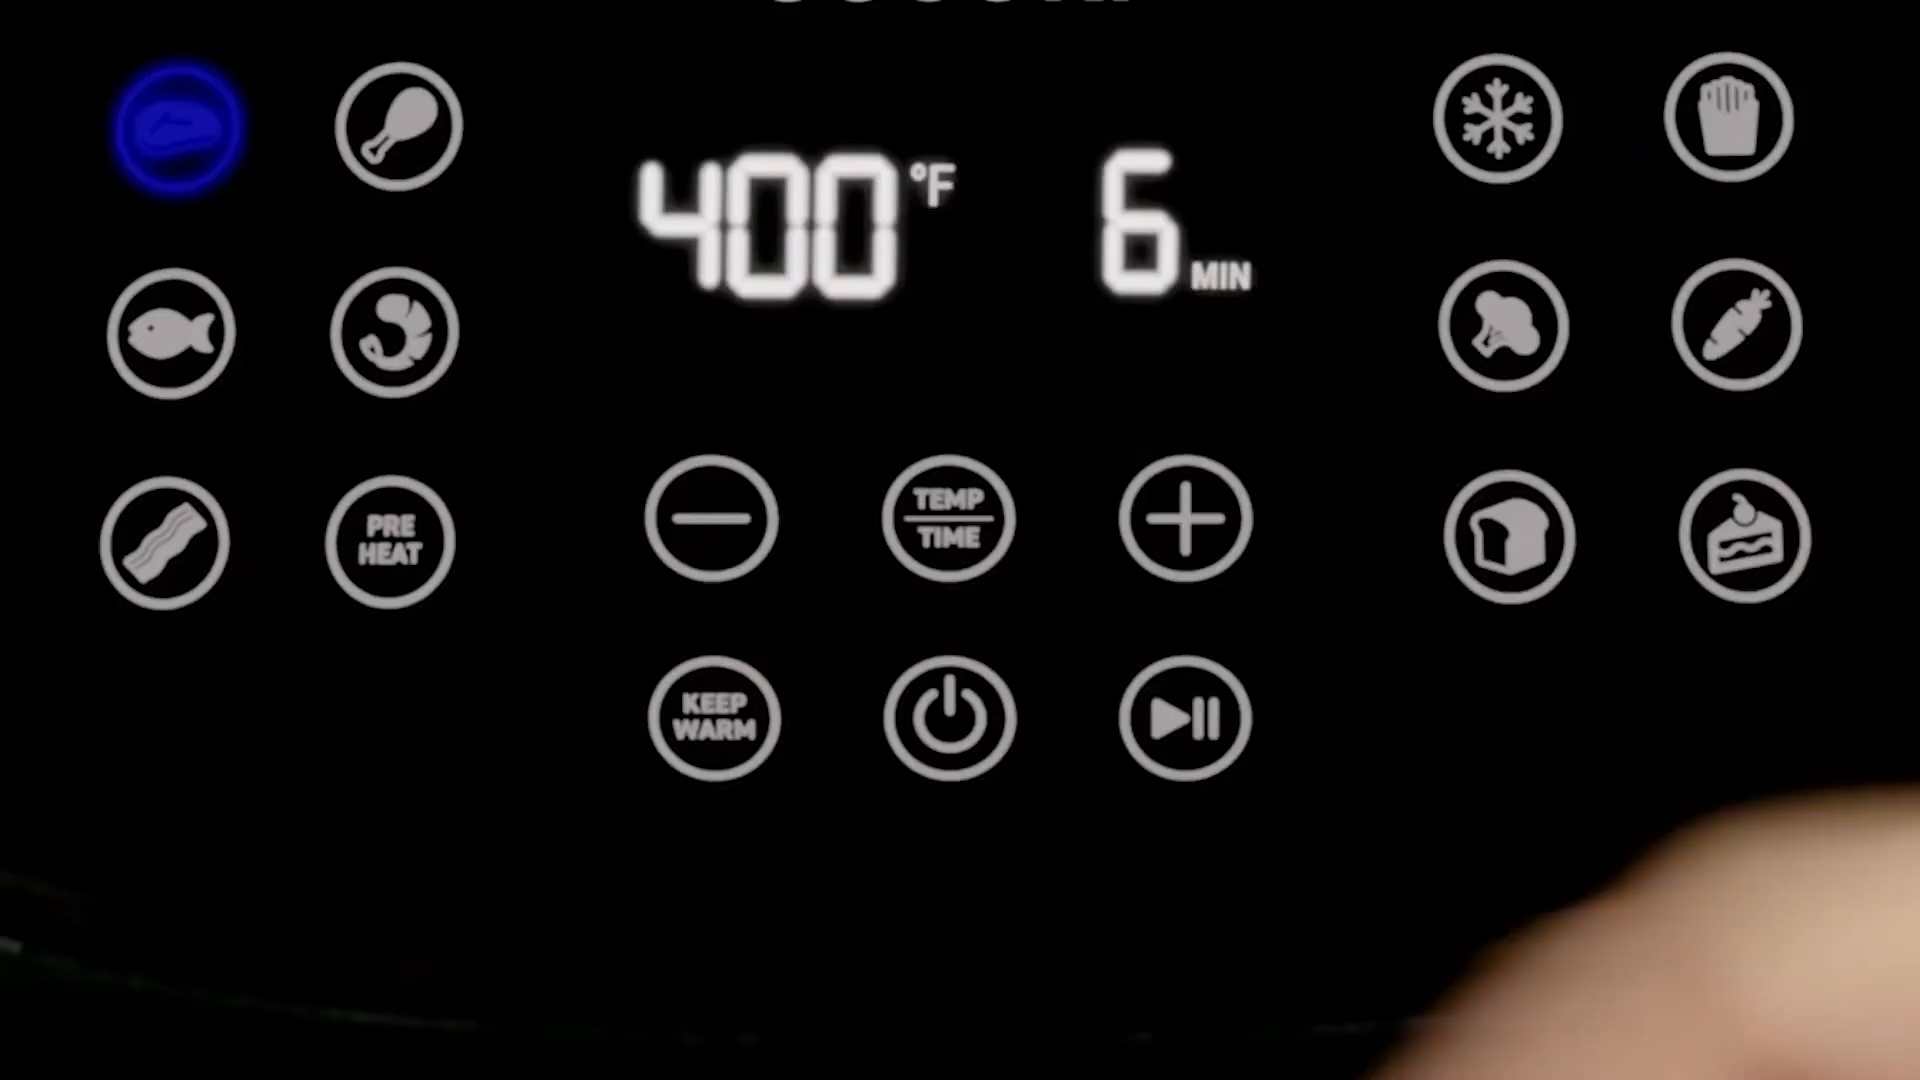 400 °F 6 MIN
PRE
HEAT
TEMP
TIME
KEEP
WARM